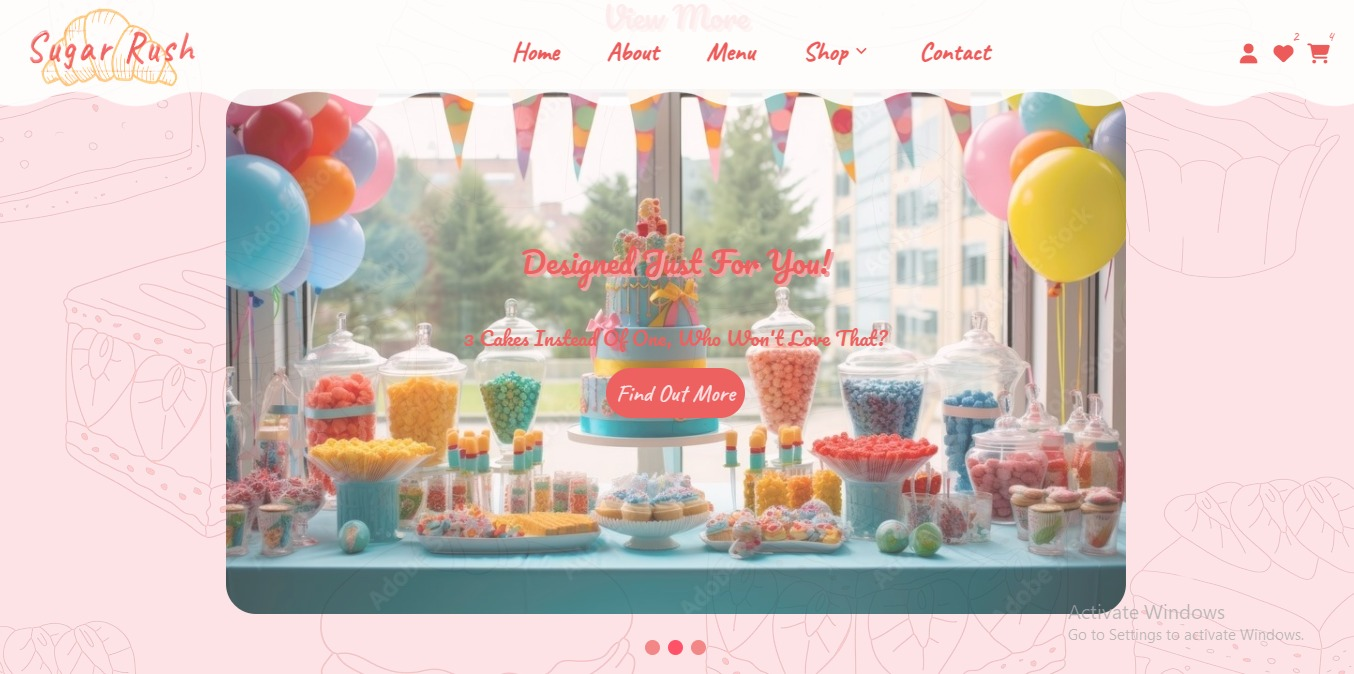 View More
Sugar Rush
Home About Menu Shop Contact
2 4
Designed Just For You!
3 Cakes Instead Of One, Who Won't Love That?
Find Out More
Activate Windows
Go to Settings to activate Windows.